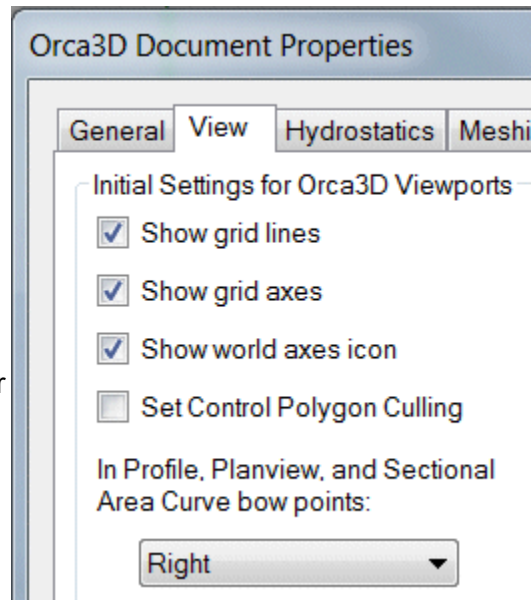 Orca3D Document Properties
General View Hydrostatics Meshi
Initial Settings for Orca3D Viewports
Show grid lines
Show grid axes
Show world axes icon
r
Set Control Polygon Culling
In Profile, Planview, and Sectional
Area Curve bow points:
Right